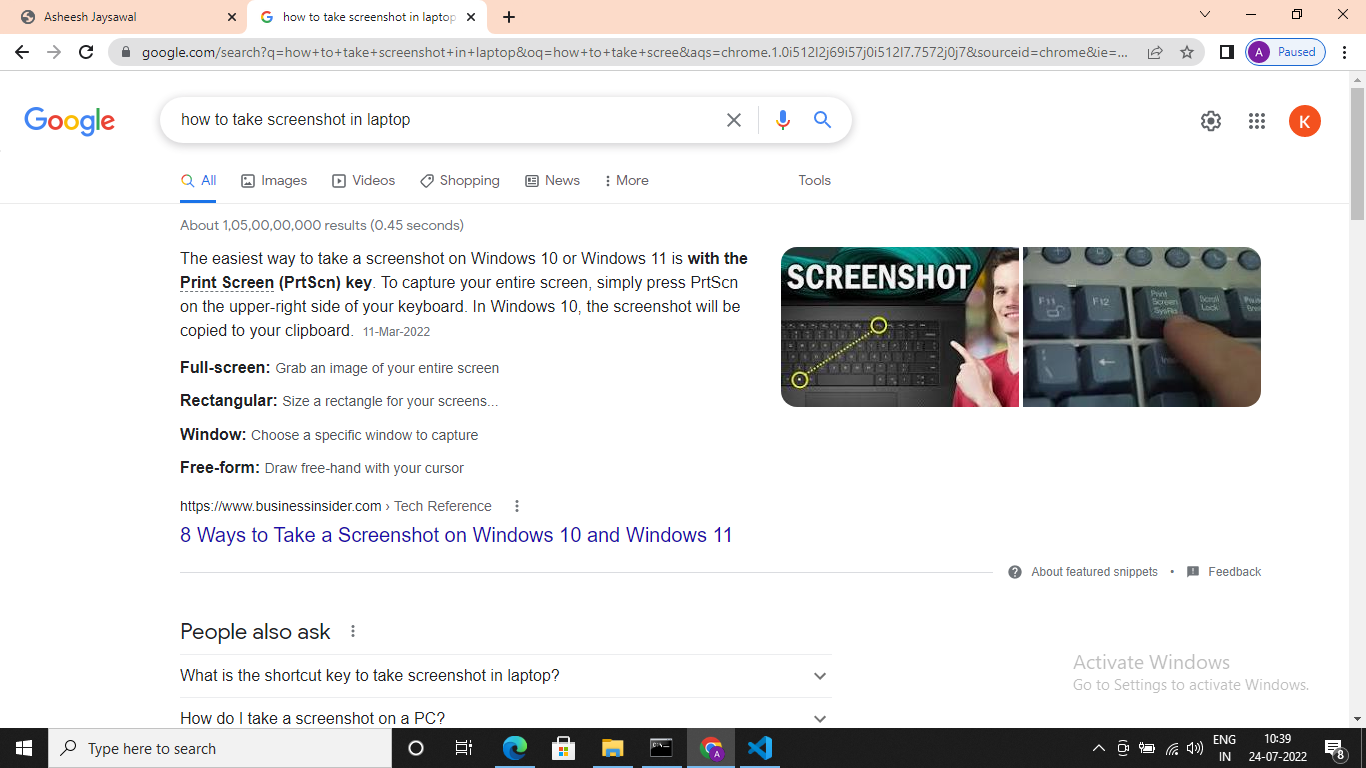 Asheesh Jaysawal
how to take screenshot in laptop
google.com/search?q=how+to+take+screenshot+in+laptop&oq=how+to+take+scree&aqs=chrome.1.0i512l2j69i57j0i512l7.7572j0j7&sourceid=chrome&ie=...
A Paused
Google
how to take screenshot in laptop
K
All Images Videos Shopping News More Tools
About 1,05,00,00,000 results (0.45 seconds)
The easiest way to take a screenshot on Windows 10 or Windows 11 is with the
Print Screen (PrtScn) key. To capture your entire screen, simply press PrtScn
on the upper-right side of your keyboard. In Windows 10, the screenshot will be
copied to your clipboard. 11-Mar-2022
SCREENSHOT
F11 F12 Print Screen SysRq Scroll Lock
Full-screen: Grab an image of your entire screen
Rectangular: Size a rectangle for your screens...
Window: Choose a specific window to capture
Free-form: Draw free-hand with your cursor
https://www.businessinsider.com › Tech Reference
8 Ways to Take a Screenshot on Windows 10 and Windows 11
About featured snippets • Feedback
People also ask
What is the shortcut key to take screenshot in laptop?
How do I take a screenshot on a PC?
Activate Windows
Go to Settings to activate Windows.
Type here to search
A
ENG
IN
10:39
24-07-2022
8